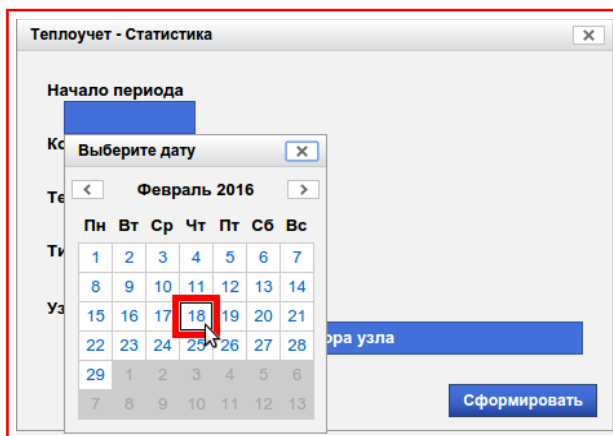 Теплоучет - Статистика
Начало периода
Ко
Выберите дату
Февраль 2016
Те
Пн Вт Ср Чт Пт Сб Вс
1 2 3 4 5 6 7
Ти
8 9 10 11 12 13 14
Уз
15 16 17 18 19 20 21
22 23 24 25 26 27 28
ора узла
29 1 2 3 4 5 6
7 8 9 10 11 12 13
Сформировать